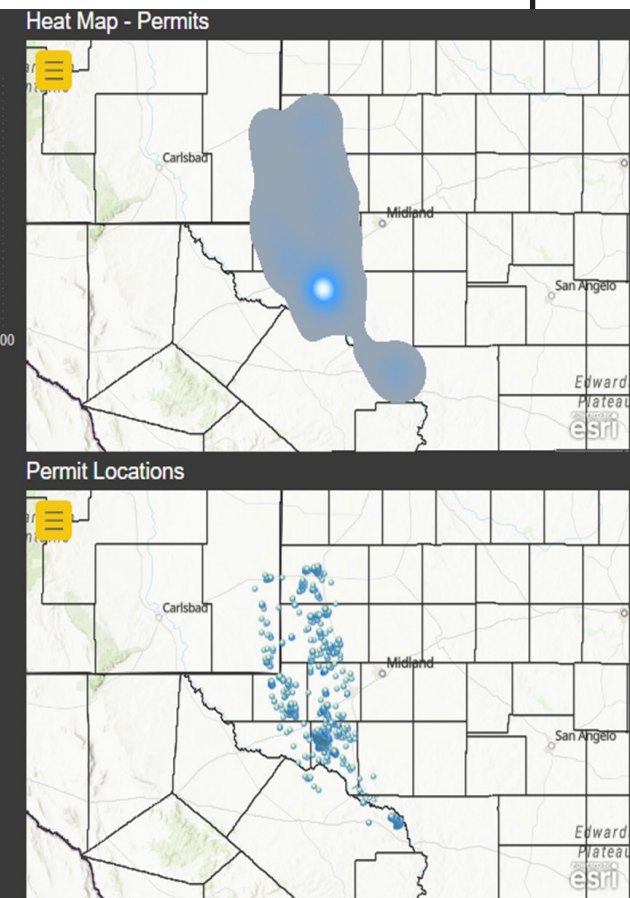 Heat Map - Permits
Carlsbad
Midland
San Angelo
00
Edward
Plateau
esri
Permit Locations
Carlsbad
Midland
San Angelo
Edward
Plateau
esri